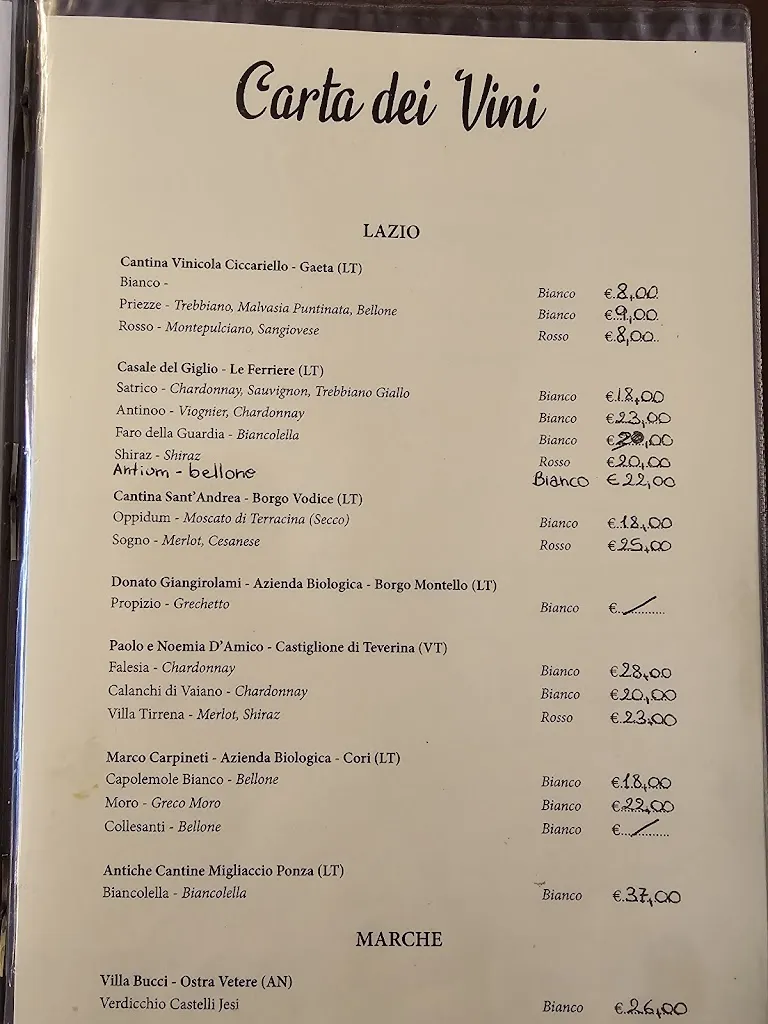 Carta dei Vini
LAZIO
Cantina Vinicola Ciccariello - Gaeta (LT)
Bianco - Bianco €.8,00
Priezze - Trebbiano, Malvasia Puntinata, Bellone Bianco €.9,00
Rosso - Montepulciano, Sangiovese Rosso €.8,00..
Casale del Giglio - Le Ferriere (LT)
Satrico - Chardonnay, Sauvignon, Trebbiano Giallo Bianco €.18,00
Antinoo - Viognier, Chardonnay Bianco €23,00
Faro della Guardia - Biancolella Bianco
Shiraz - Shiraz Rosso €20,00
Antium - bellone Bianco €22,00
Cantina Sant'Andrea - Borgo Vodice (LT)
Oppidum - Moscato di Terracina (Secco) Bianco €.18,00
Sogno - Merlot, Cesanese Rosso €25,00
Donato Giangirolami - Azienda Biologica - Borgo Montello (LT)
Propizio - Grechetto Bianco €../..........
Paolo e Noemia D'Amico - Castiglione di Teverina (VT)
Falesia - Chardonnay Bianco €28,00
Calanchi di Vaiano - Chardonnay Bianco €20,00
Villa Tirrena - Merlot, Shiraz Rosso €.23,00
Marco Carpineti - Azienda Biologica - Cori (LT)
Capolemole Bianco - Bellone Bianco €18,00
Moro - Greco Moro Bianco €22,00
Collesanti - Bellone Bianco €.../.........
Antiche Cantine Migliaccio Ponza (LT)
Biancolella - Biancolella Bianco €.37,00
MARCHE
Villa Bucci - Ostra Vetere (AN)
Verdicchio Castelli Jesi Bianco €.26,00